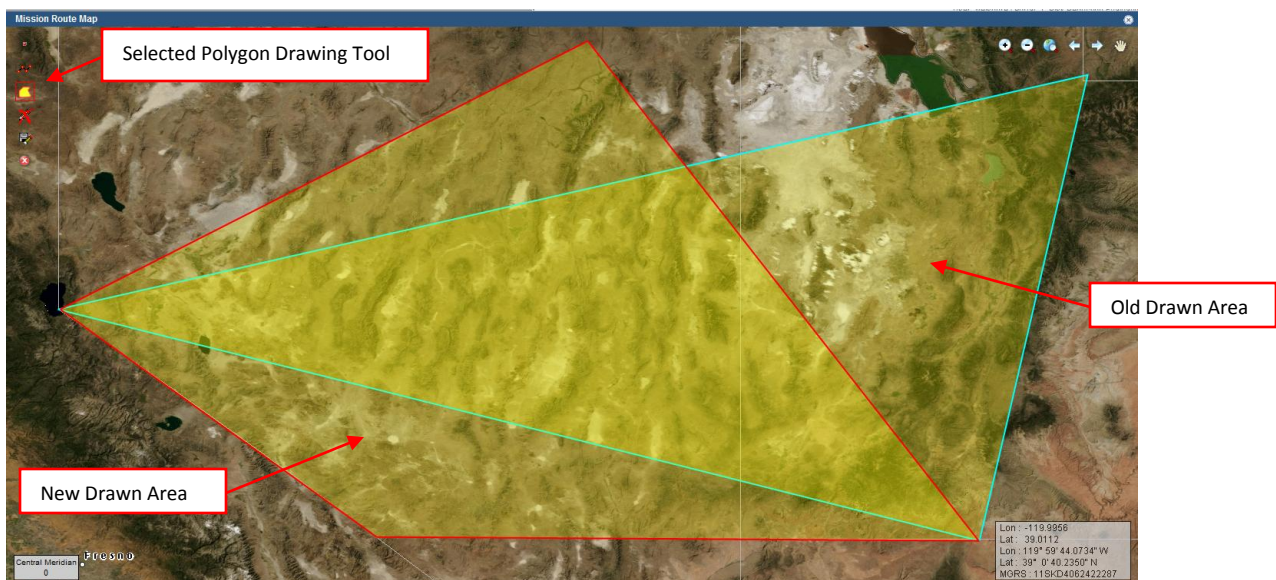 Mission Route Map
Selected Polygon Drawing Tool
Old Drawn Area
New Drawn Area
Fresno
Central Meridian
0
Lon : -119.9956
Lat : 39.0112
Lon : 119° 59' 44.0734" W
Lat : 39° 0' 40.2350" N
MGRS : 11SKD4062422287